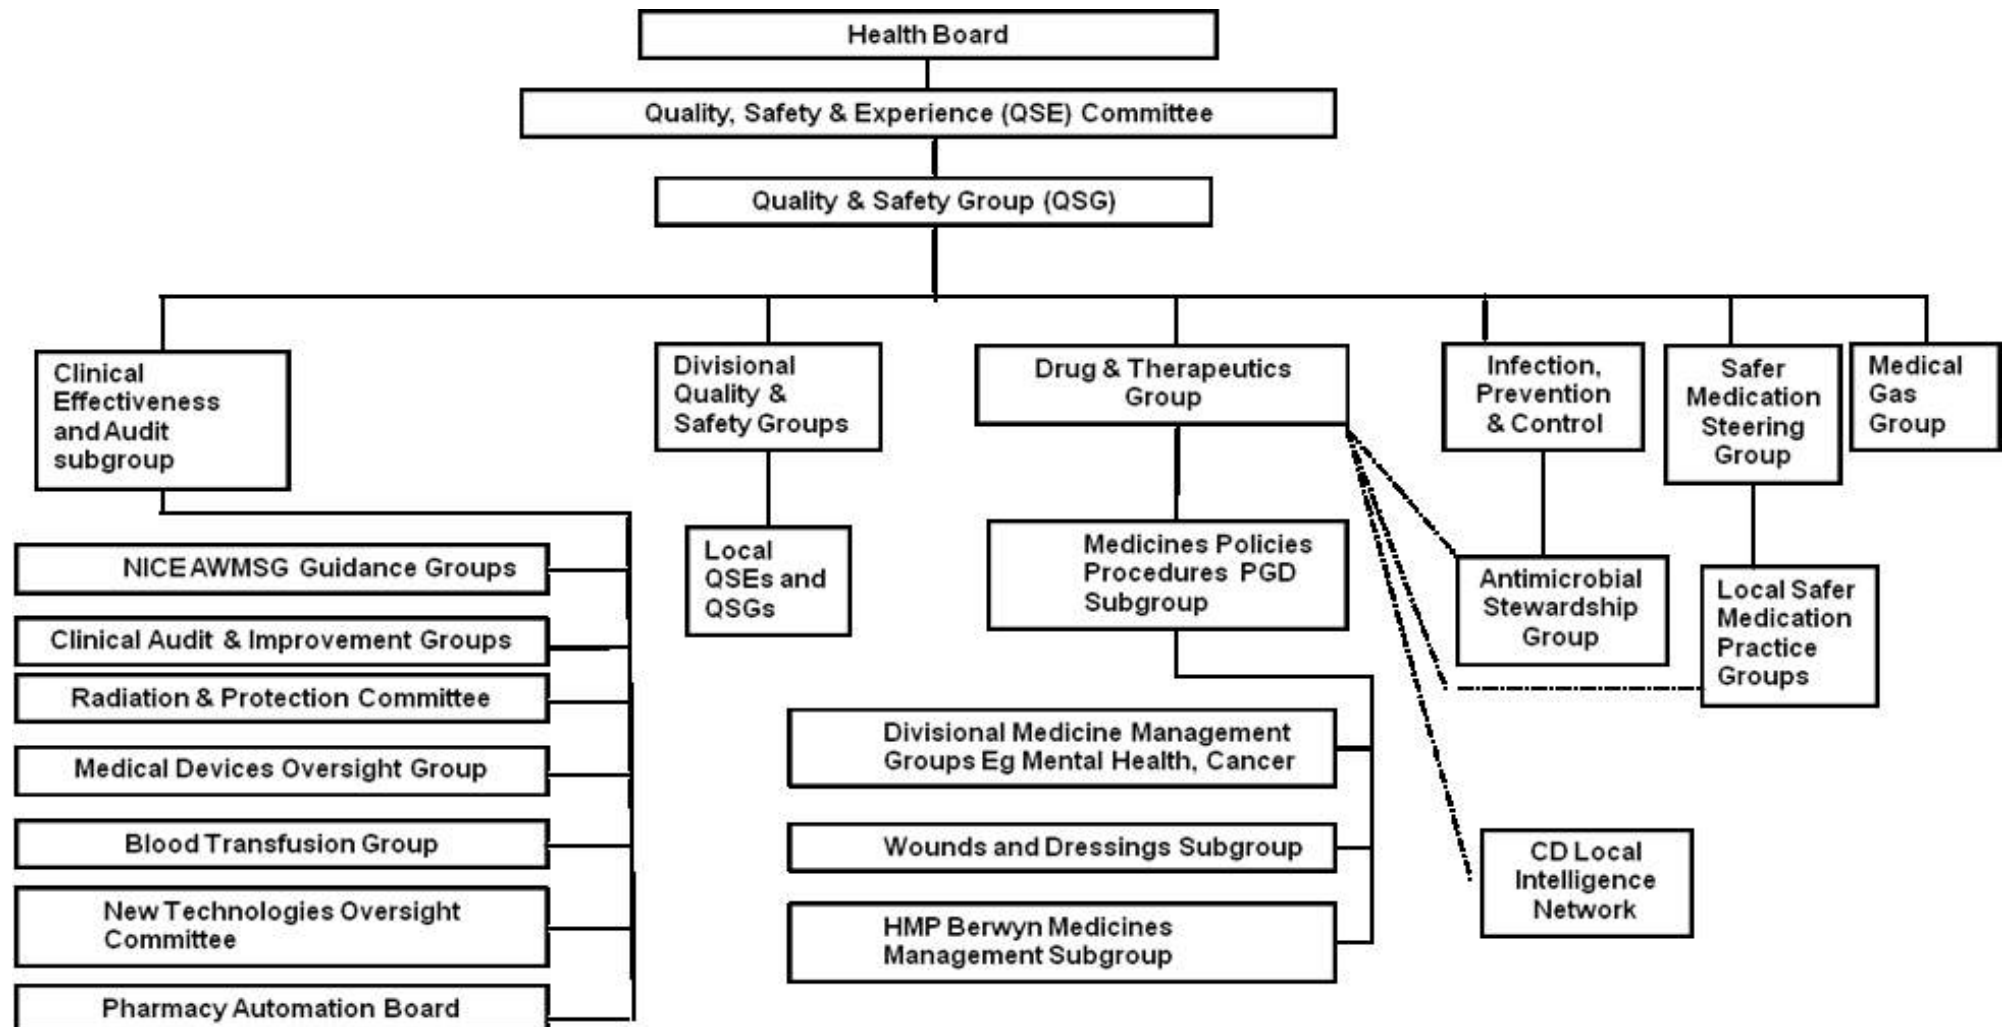 Health Board
Quality, Safety & Experience (QSE) Committee
Quality & Safety Group (QSG)
Clinical
Effectiveness
and Audit
subgroup
Divisional
Quality &
Safety Groups
Drug & Therapeutics
Group
Infection,
Prevention
& Control
Safer
Medication
Steering
Group
Medical
Gas
Group
NICE AWMSG Guidance Groups
Clinical Audit & Improvement Groups
Radiation & Protection Committee
Medical Devices Oversight Group
Blood Transfusion Group
New Technologies Oversight
Committee
Pharmacy Automation Board
Local
QSEs and
QSGs
Medicines Policies
Procedures PGD
Subgroup
Divisional Medicine Management
Groups Eg Mental Health, Cancer
Wounds and Dressings Subgroup
HMP Berwyn Medicines
Management Subgroup
Antimicrobial
Stewardship
Group
Local Safer
Medication
Practice
Groups
CD Local
Intelligence
Network